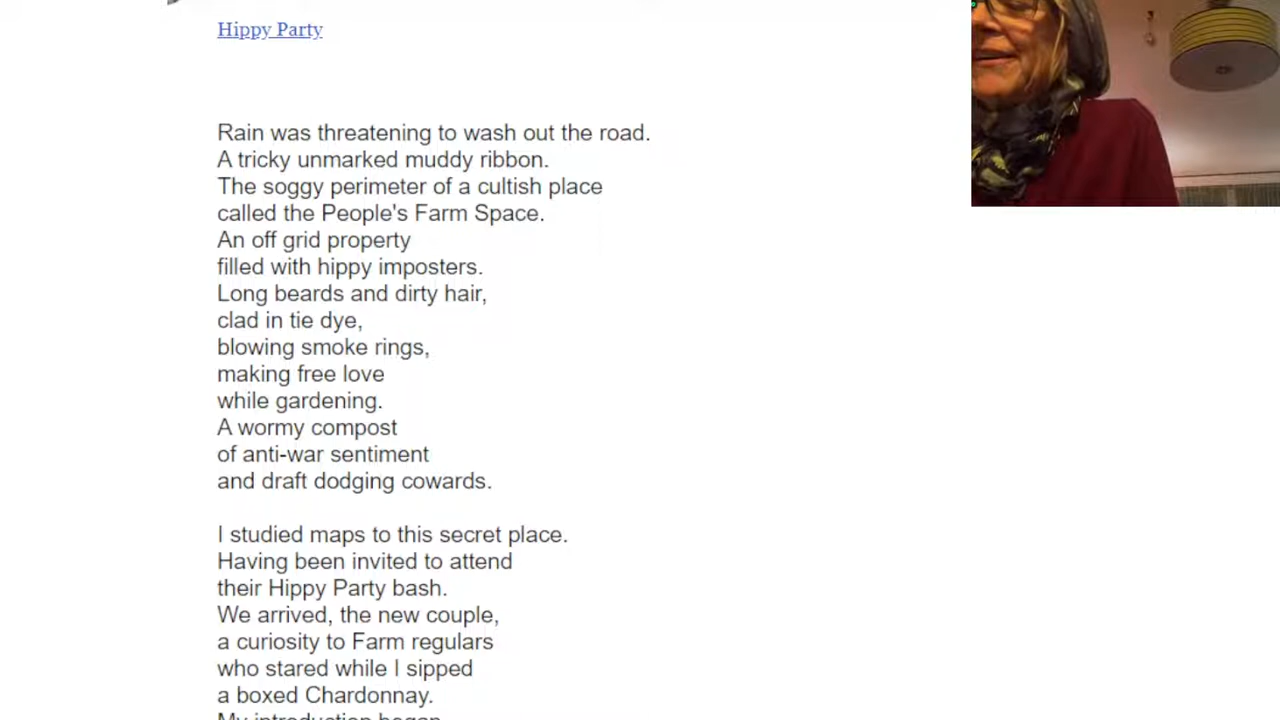 Hippy Party
Rain was threatening to wash out the road.
A tricky unmarked muddy ribbon.
The soggy perimeter of a cultish place
called the People's Farm Space.
An off grid property
filled with hippy imposters.
Long beards and dirty hair,
clad in tie dye,
blowing smoke rings,
making free love
while gardening.
A wormy compost
of anti-war sentiment
and draft dodging cowards.
I studied maps to this secret place.
Having been invited to attend
their Hippy Party bash.
We arrived, the new couple,
a curiosity to Farm regulars
who stared while I sipped
a boxed Chardonnay.
My introduction began